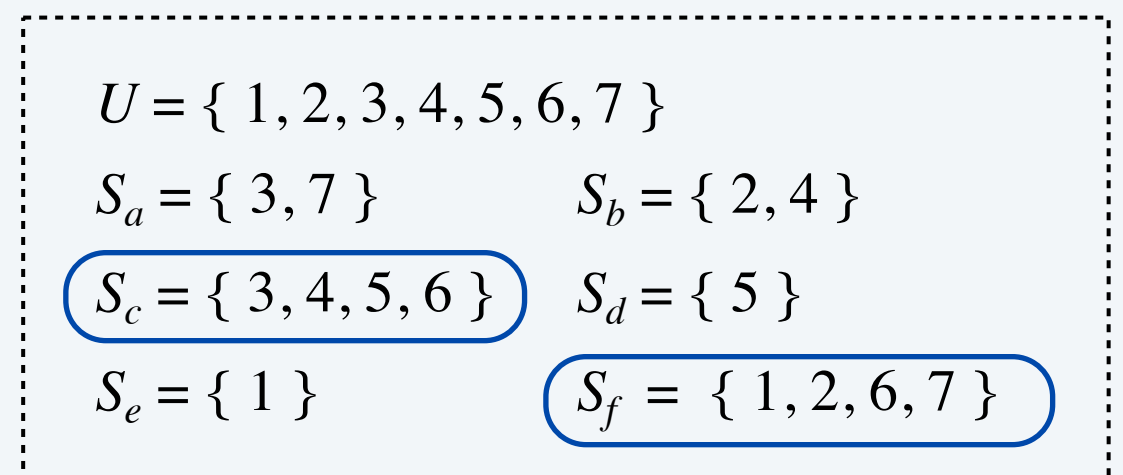 U = { 1, 2, 3, 4, 5, 6, 7 }
S_a = { 3, 7 } S_b = { 2, 4 }
S_c = { 3, 4, 5, 6 } S_d = { 5 }
S_e = { 1 } S_f = { 1, 2, 6, 7 }